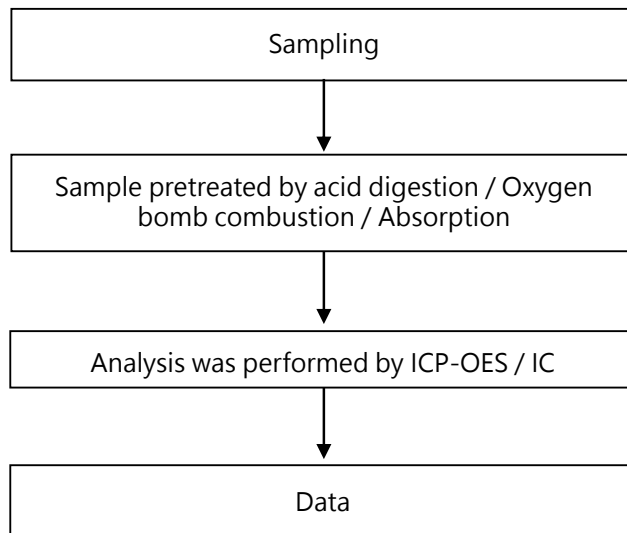 Sampling
Sample pretreated by acid digestion / Oxygen
bomb combustion / Absorption
Analysis was performed by ICP-OES / IC
Data